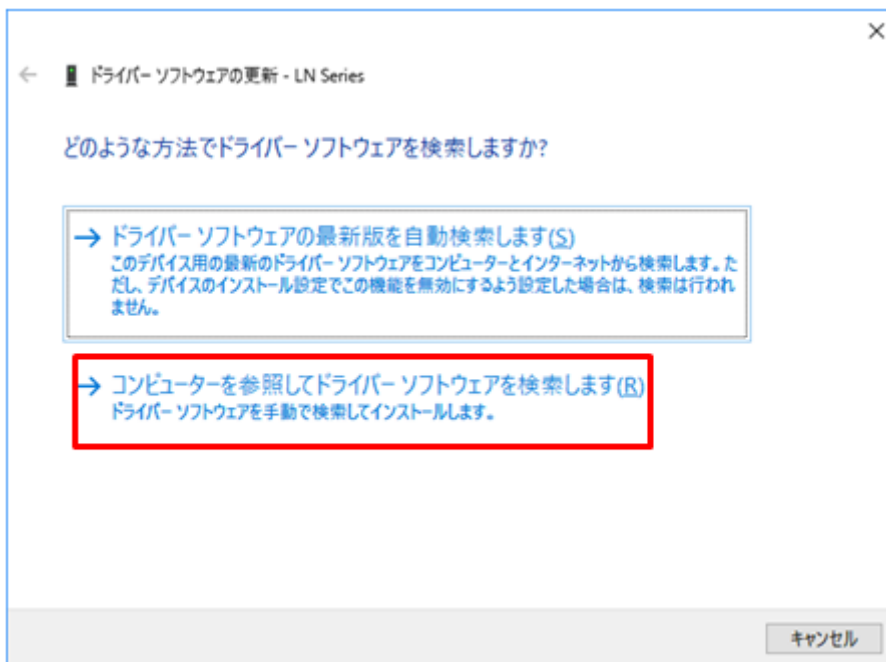 ドライバー ソフトウェアの更新 - LN Series
どのような方法でドライバー ソフトウェアを検索しますか?
ドライバー ソフトウェアの最新版を自動検索します(S)
このデバイス用の最新のドライバー ソフトウェアをコンピューターとインターネットから検索します。た
だし、デバイスのインストール設定でこの機能を無効にするよう設定した場合は、検索は行われ
ません。
コンピューターを参照してドライバー ソフトウェアを検索します(R)
ドライバー ソフトウェアを手動で検索してインストールします。
キャンセル